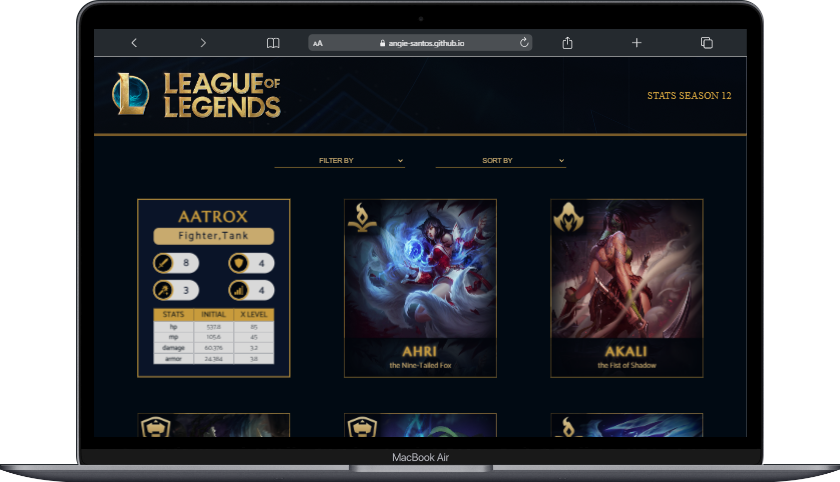 AA
angie-santos.github.io
LEAGUE OF
LEGENDS
STATS SEASON 12
FILTER BY
SORT BY
AATROX
Fighter,Tank
8
4
3
4
STATS INITIAL X LEVEL
hp 537.8 85
mp 105.6 45
damage 60.376 3.2
armor 24.384 3.8
AHRI
the Nine-Tailed Fox
AKALI
the Fist of Shadow
MacBook Air